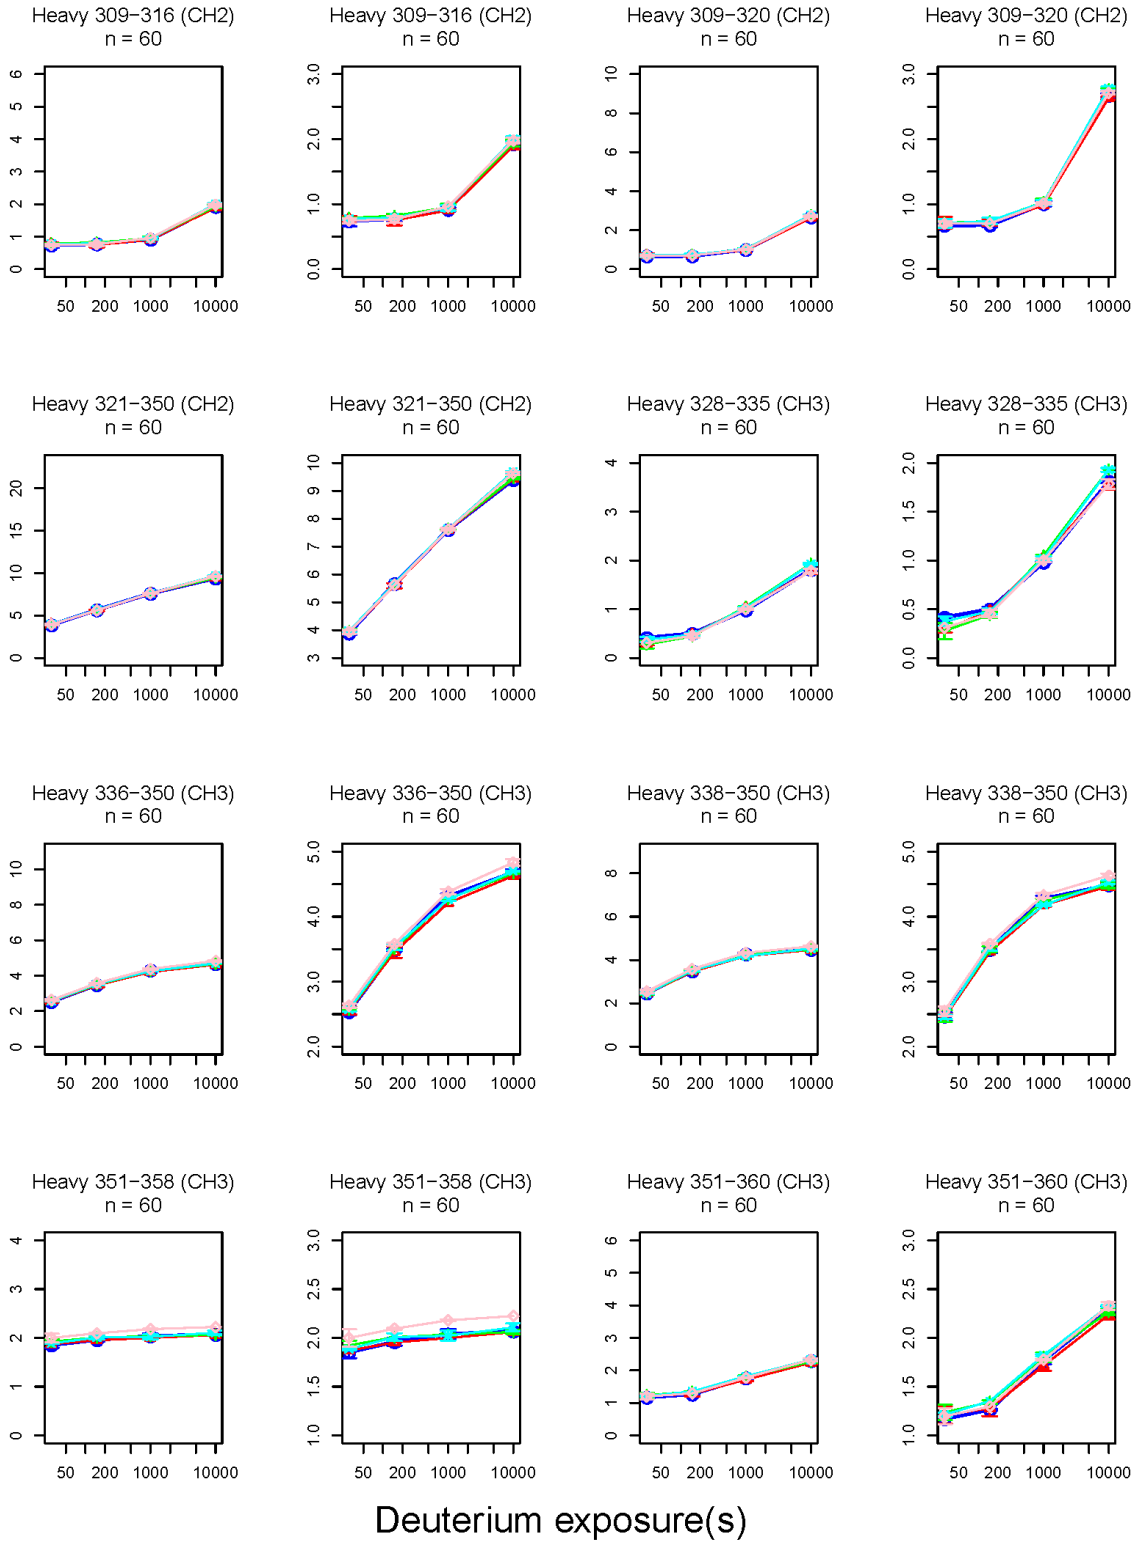 Heavy 309−316 (CH2) Heavy 309−316 (CH2) Heavy 309−320 (CH2) Heavy 309−320 (CH2)
n = 60 n = 60 n = 60 n = 60
6 5 4 3 2 1 0
3.0 2.0 1.0 0.0
10 8 6 4 2 0
3.0 2.0 1.0 0.0
50 200 1000 10000 50 200 1000 10000 50 200 1000 10000 50 200 1000 10000
Heavy 321−350 (CH2) Heavy 321−350 (CH2) Heavy 328−335 (CH3) Heavy 328−335 (CH3)
n = 60 n = 60 n = 60 n = 60
20 15 10 5 0
10 9 8 7 6 5 4 3
4 3 2 1 0
2.0 1.5 1.0 0.5 0.0
50 200 1000 10000 50 200 1000 10000 50 200 1000 10000 50 200 1000 10000
Heavy 336−350 (CH3) Heavy 336−350 (CH3) Heavy 338−350 (CH3) Heavy 338−350 (CH3)
n = 60 n = 60 n = 60 n = 60
10 8 6 4 2 0
5.0 4.0 3.0 2.0
8 6 4 2 0
5.0 4.0 3.0 2.0
50 200 1000 10000 50 200 1000 10000 50 200 1000 10000 50 200 1000 10000
Heavy 351−358 (CH3) Heavy 351−358 (CH3) Heavy 351−360 (CH3) Heavy 351−360 (CH3)
n = 60 n = 60 n = 60 n = 60
4 3 2 1 0
3.0 2.5 2.0 1.5 1.0
6 5 4 3 2 1 0
3.0 2.5 2.0 1.5 1.0
50 200 1000 10000 50 200 1000 10000 50 200 1000 10000 50 200 1000 10000
Deuterium exposure(s)